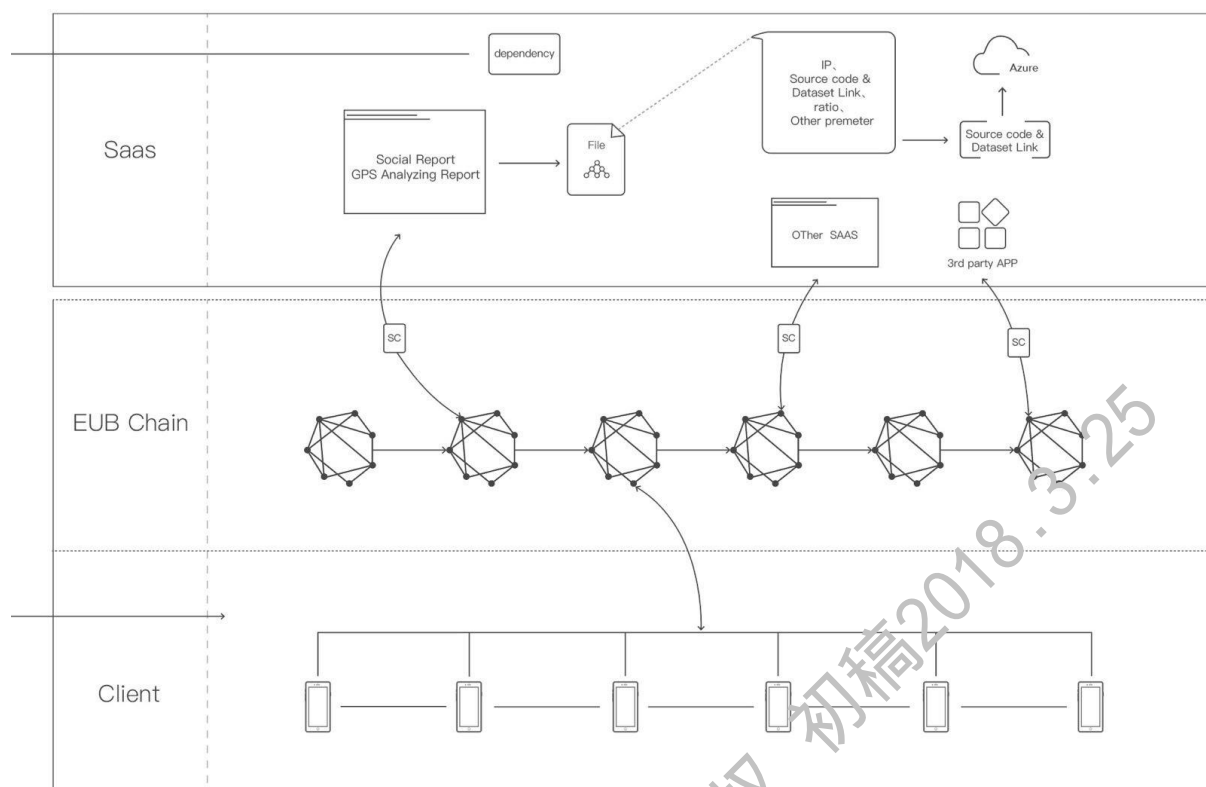 dependency
IP、
Source code &
Dataset Link、
ratio、
Other premeter
Azure
Source code &
Dataset Link
Saas
Social Report
GPS Analyzing Report
File
OTher SAAS
3rd party APP
SC
SC
SC
EUB Chain
Client
初稿2018.3.25